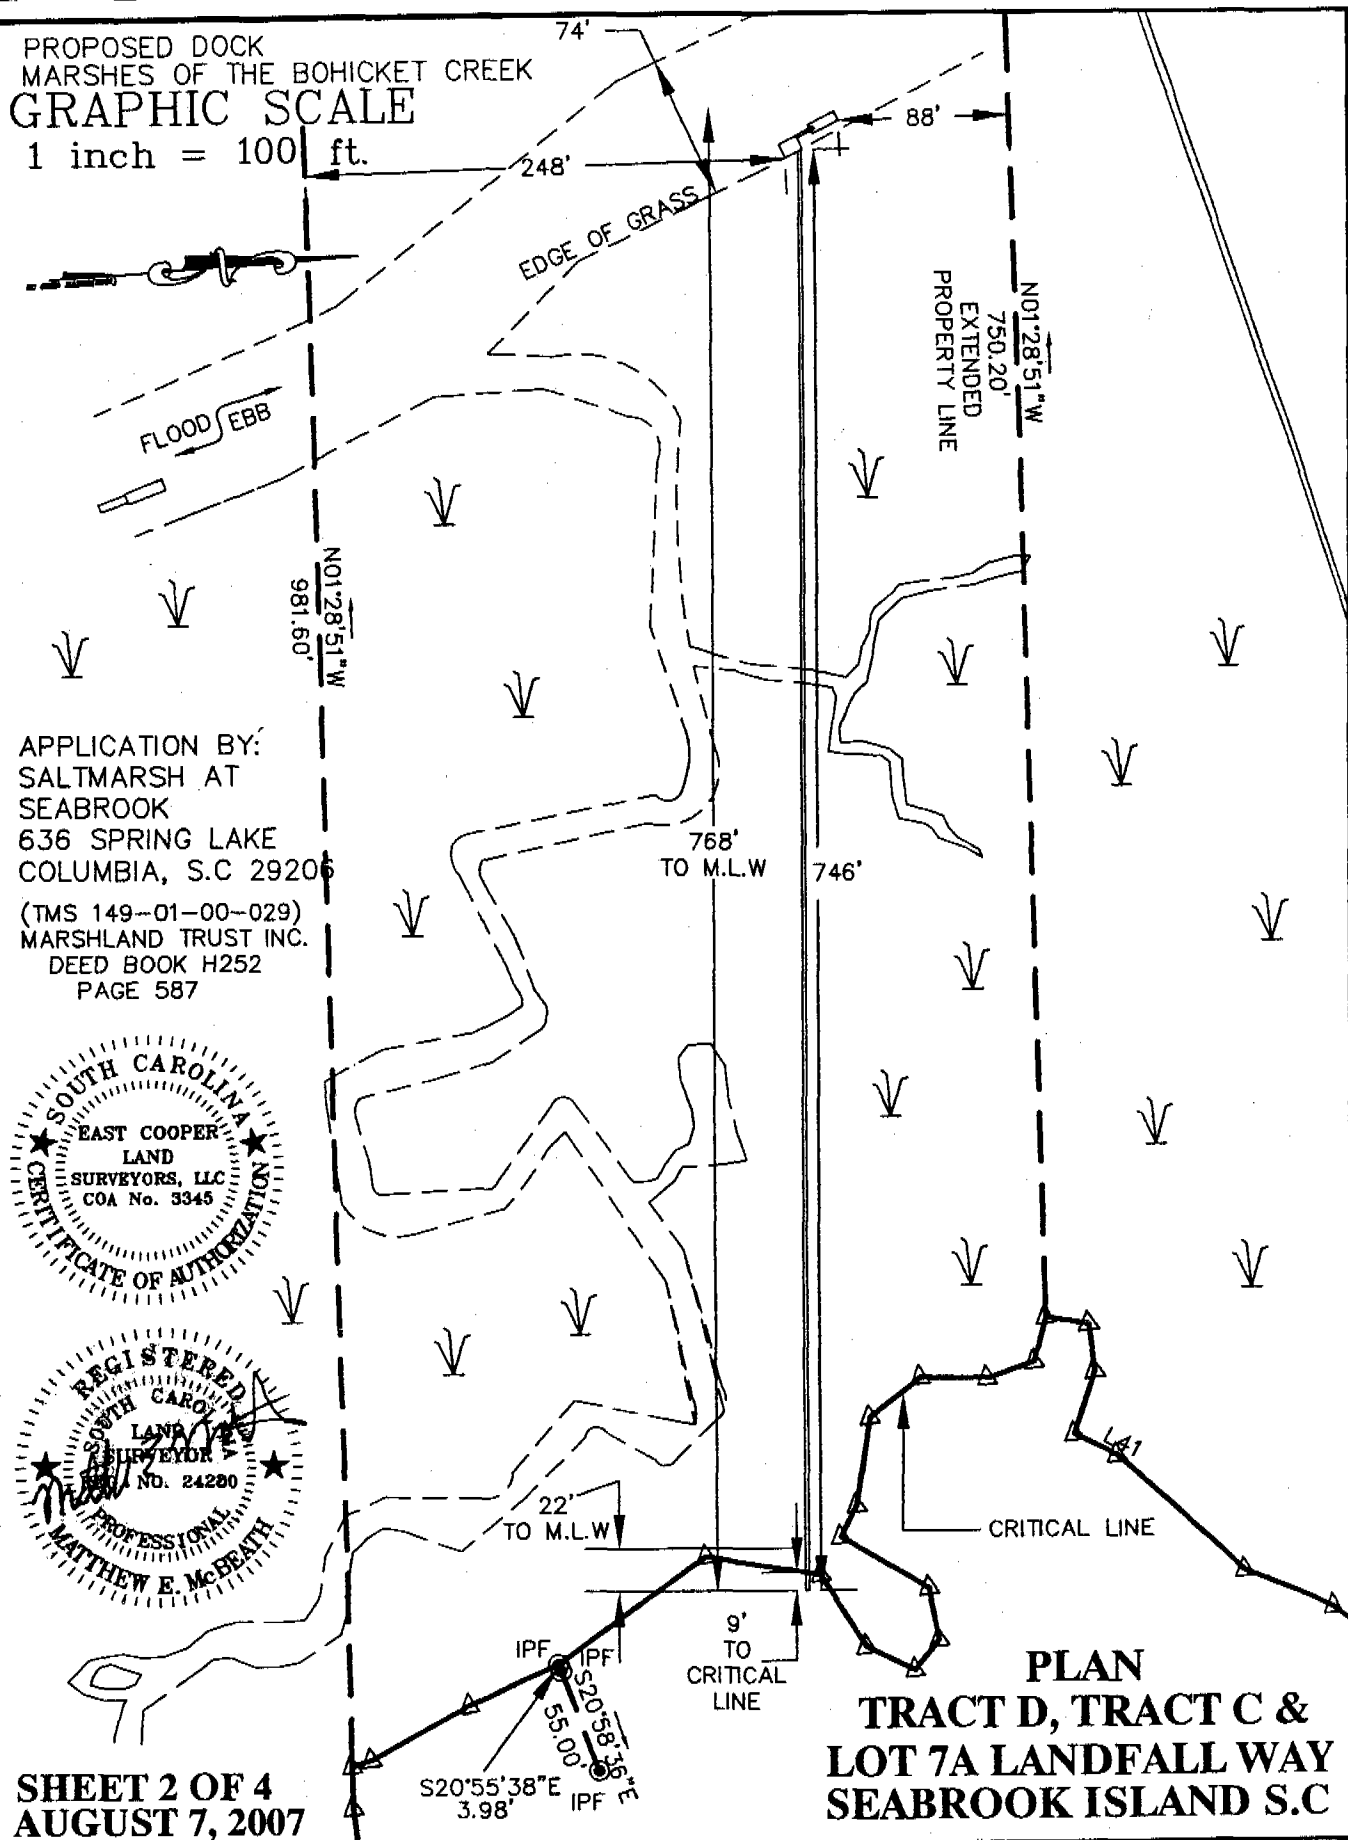 PROPOSED DOCK
MARSHES OF THE BOHICKET CREEK
GRAPHIC SCALE
1 inch = 100 ft.
74'
88'
248'
EDGE OF GRASS
N01°28'51"W
750.20'
EXTENDED
PROPERTY LINE
FLOOD
EBB
N01°28'51"W
981.60'
APPLICATION BY:
SALTMARSH AT
SEABROOK
636 SPRING LAKE
COLUMBIA, S.C 29206
(TMS 149-01-00-029)
MARSHLAND TRUST INC.
DEED BOOK H252
PAGE 587
768'
TO M.L.W
746'
SOUTH CAROLINA
EAST COOPER
LAND
SURVEYORS, LLC
COA No. 3345
CERITIFICATE OF AUTHORIZATION
REGISTERED
SOUTH CAROLINA
LAND
SURVEYOR
NO. 24280
PROFESSIONAL
MATTHEW E. McBEATH
22'
TO M.L.W
CRITICAL LINE
9'
TO
CRITICAL
LINE
IPF
IPF
S20°58'36"E
55.00'
S20°55'38"E
3.98'
IPF
PLAN
TRACT D, TRACT C &
LOT 7A LANDFALL WAY
SEABROOK ISLAND S.C
SHEET 2 OF 4
AUGUST 7, 2007